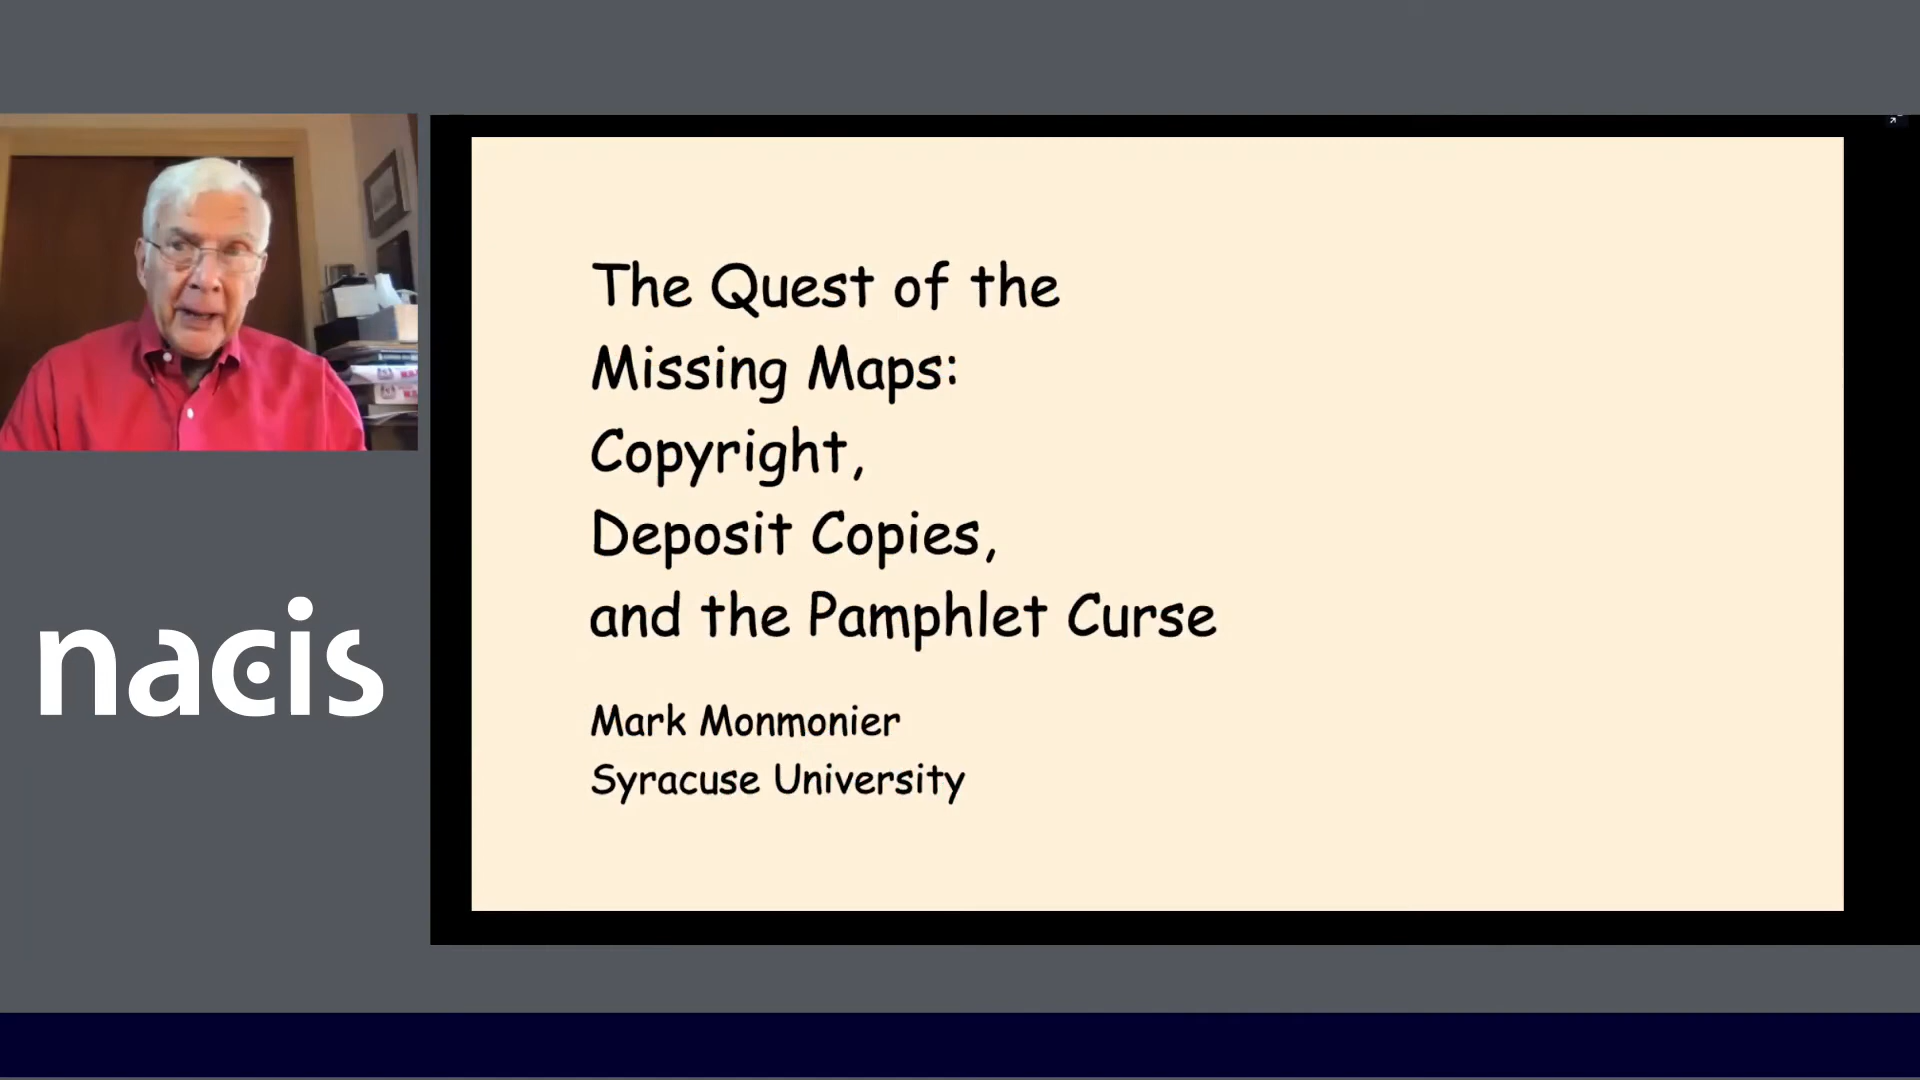 The Quest of the
Missing Maps:
Copyright,
Deposit Copies,
and the Pamphlet Curse
Mark Monmonier
Syracuse University
nacis